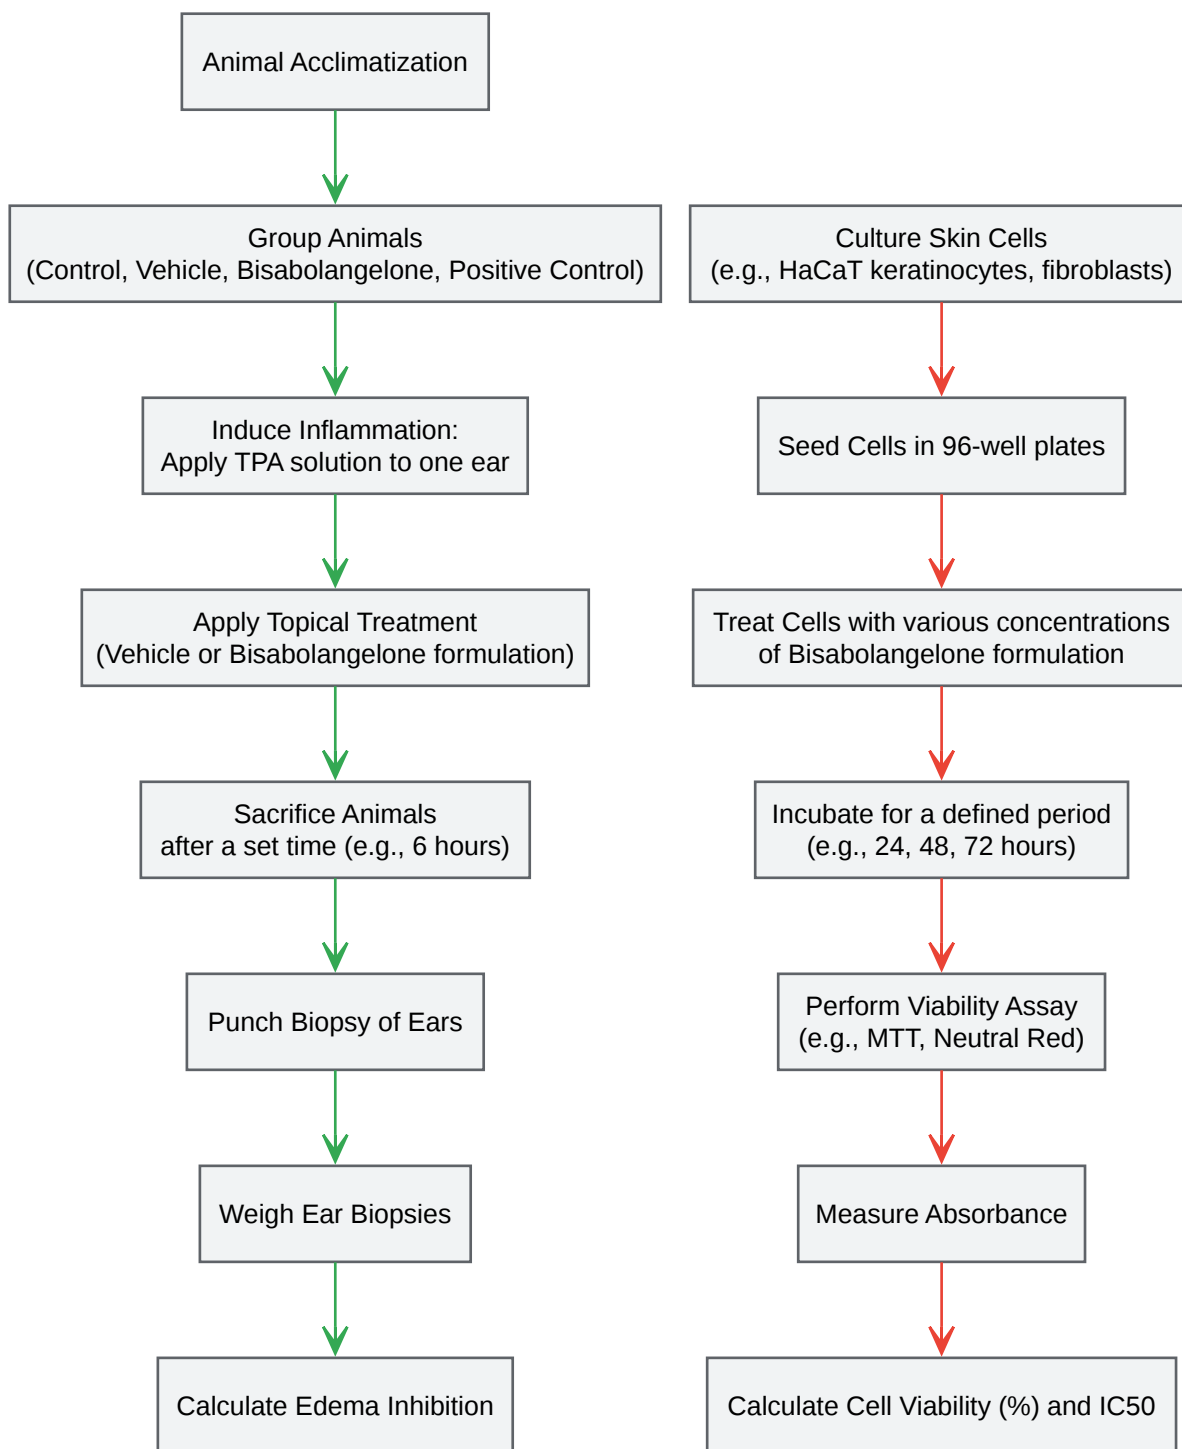 Animal Acclimatization
Group Animals
(Control, Vehicle, Bisabolangelone, Positive Control)
Induce Inflammation:
Apply TPA solution to one ear
Apply Topical Treatment
(Vehicle or Bisabolangelone formulation)
Sacrifice Animals
after a set time (e.g., 6 hours)
Punch Biopsy of Ears
Weigh Ear Biopsies
Calculate Edema Inhibition
Culture Skin Cells
(e.g., HaCaT keratinocytes, fibroblasts)
Seed Cells in 96-well plates
Treat Cells with various concentrations
of Bisabolangelone formulation
Incubate for a defined period
(e.g., 24, 48, 72 hours)
Perform Viability Assay
(e.g., MTT, Neutral Red)
Measure Absorbance
Calculate Cell Viability (%) and IC50